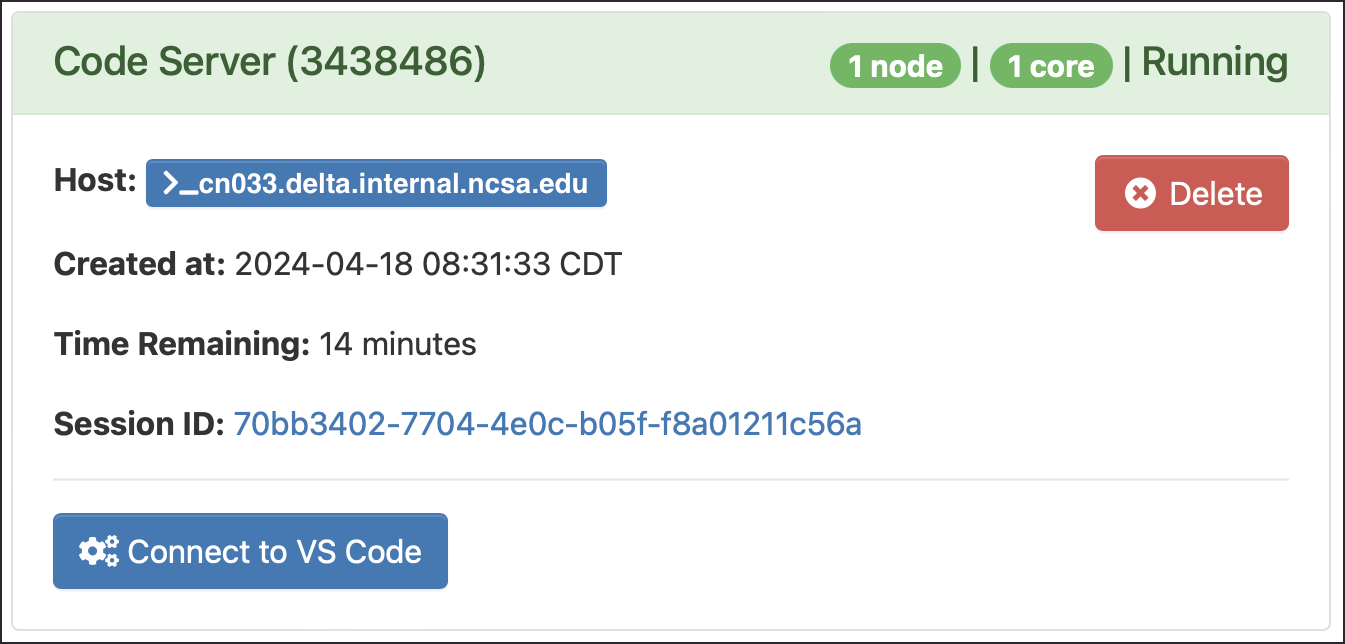 Code Server (3438486) 1 node | 1 core | Running
Host: >_cn033.delta.internal.ncsa.edu Delete
Created at: 2024-04-18 08:31:33 CDT
Time Remaining: 14 minutes
Session ID: 70bb3402-7704-4e0c-b05f-f8a01211c56a
Connect to VS Code